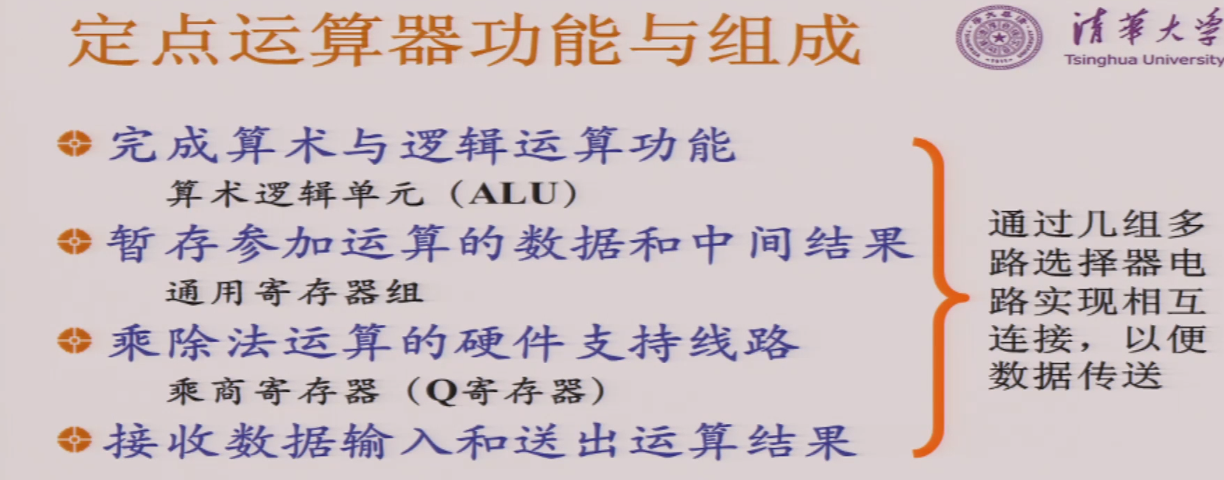 定点运算器功能与组成
清华大学
Tsinghua University
完成算术与逻辑运算功能
算术逻辑单元（ALU）
暂存参加运算的数据和中间结果
通用寄存器组
乘除法运算的硬件支持线路
乘商寄存器（Q寄存器）
接收数据输入和送出运算结果
通过几组多
路选择器电
路实现相互
连接，以便
数据传送